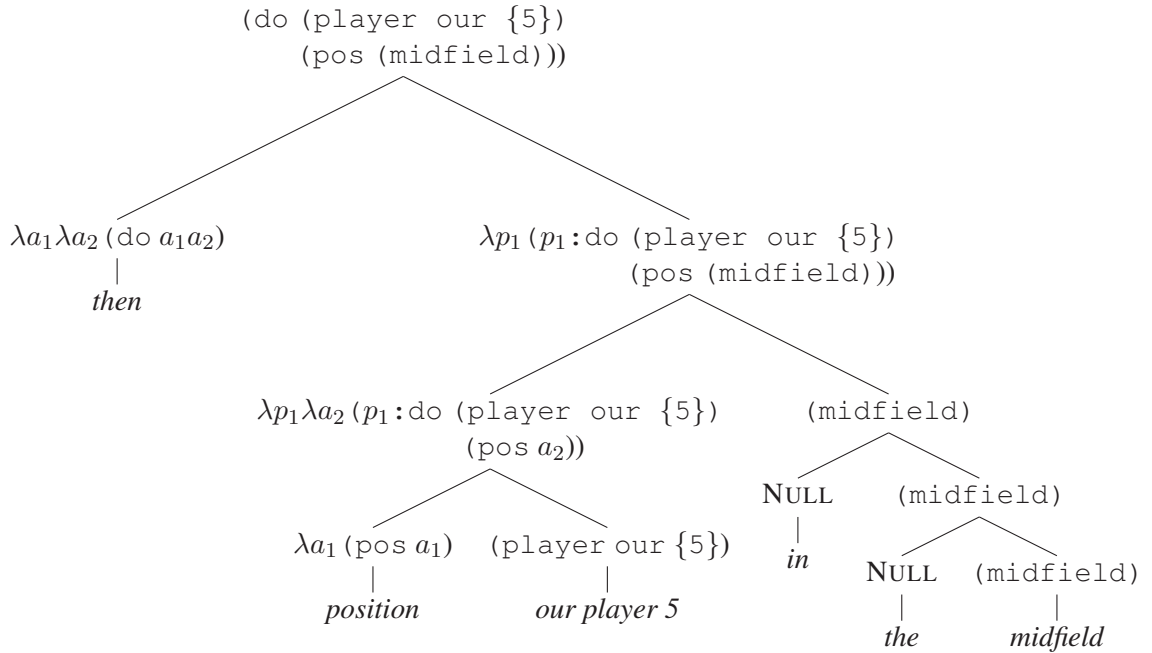 (do (player our {5})
(pos (midfield)))
λa₁λa₂(do a₁a₂)
then
λp₁(p₁:do (player our {5})
(pos (midfield)))
λp₁λa₂(p₁:do (player our {5})
(pos a₂))
(midfield)
λa₁(pos a₁)
position
(player our {5})
our player 5
NULL
in
(midfield)
NULL
the
(midfield)
midfield